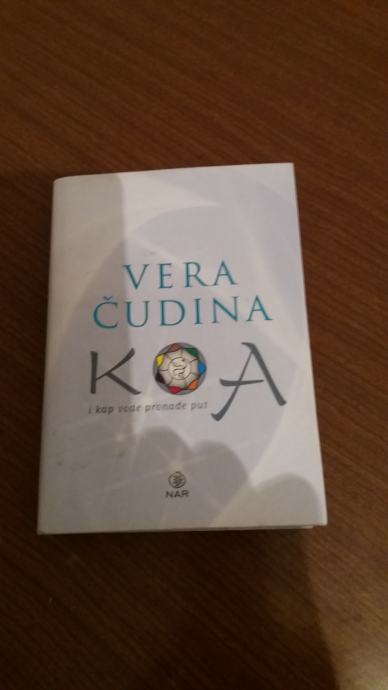 VERA
ČUDINA
KOA
i kap vode pronađe put
NAR